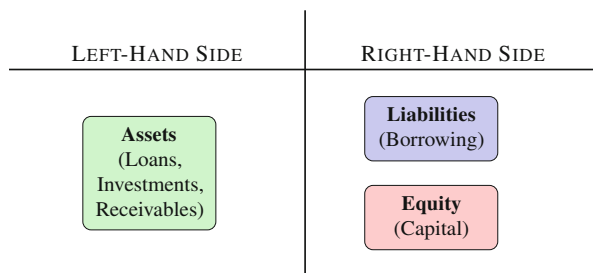 LEFT-HAND SIDE
RIGHT-HAND SIDE
Assets
(Loans,
Investments,
Receivables)
Liabilities
(Borrowing)
Equity
(Capital)